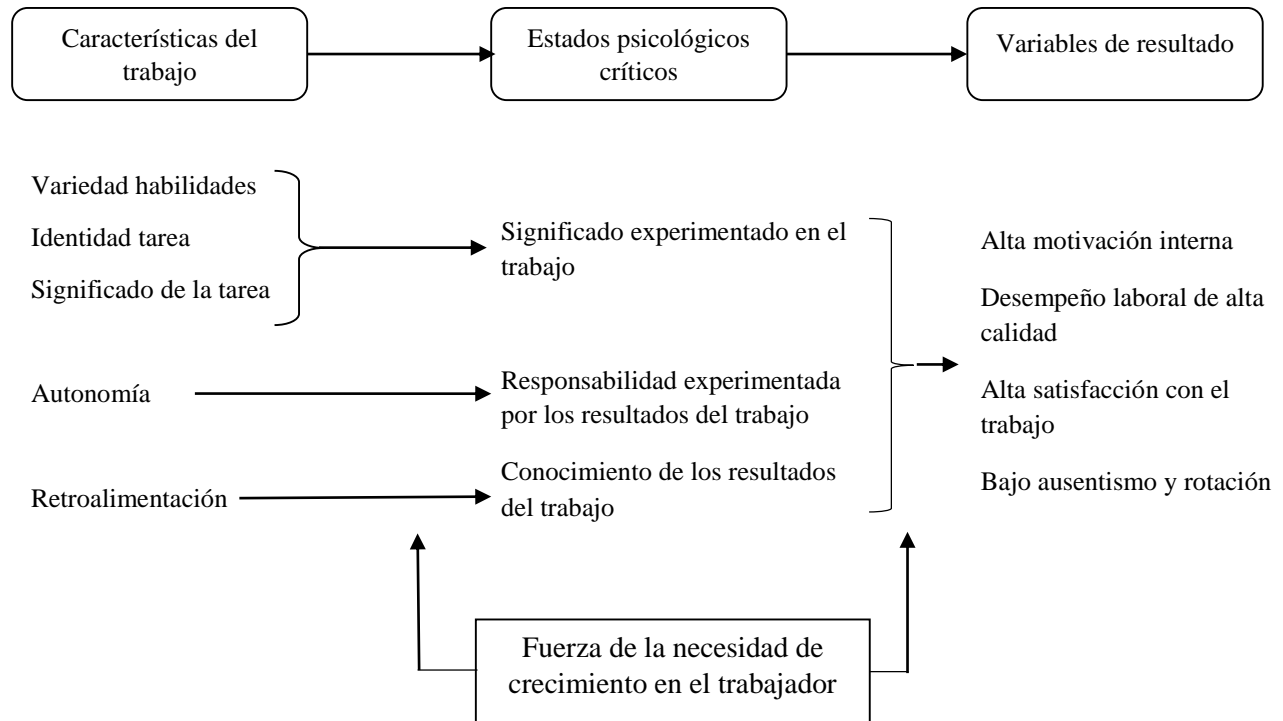 Características del
trabajo
Estados psicológicos
críticos
Variables de resultado
Variedad habilidades
Identidad tarea
Significado de la tarea
Autonomía
Retroalimentación
Significado experimentado en el
trabajo
Responsabilidad experimentada
por los resultados del trabajo
Conocimiento de los resultados
del trabajo
Alta motivación interna
Desempeño laboral de alta
calidad
Alta satisfacción con el
trabajo
Bajo ausentismo y rotación
Fuerza de la necesidad de
crecimiento en el trabajador